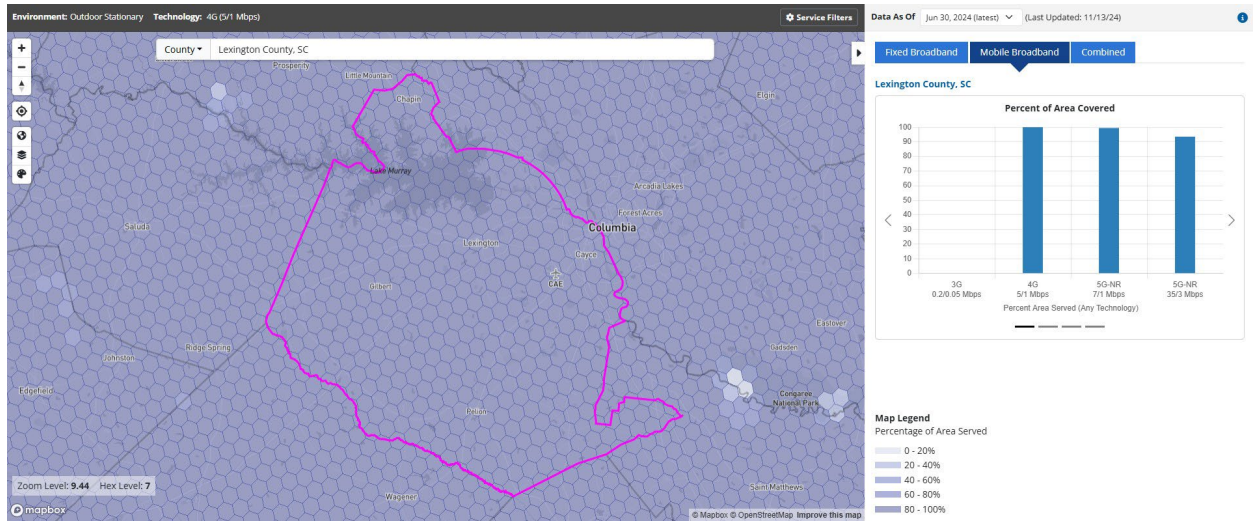 Environment: Outdoor Stationary Technology: 4G (5/1 Mbps)
Service Filters
County
Lexington County, SC
Prosperity
Little Mountain
Chapin
Elgin
Lake Murray
Arcadia Lakes
Forest Acres
Saluda
Columbia
Lexington
Cayce
CAE
Gilbert
Eastover
Ridge Spring
Johnston
Gadsden
Edgefield
Congaree
National Park
Pelion
Zoom Level: 9.44 Hex Level: 7
Saint Matthews
Wagener
mapbox
© Mapbox © OpenStreetMap Improve this map
Data As Of Jun 30, 2024 (latest) (Last Updated: 11/13/24)
Fixed Broadband Mobile Broadband Combined
Lexington County, SC
Percent of Area Covered
100
90
80
70
60
50
40
30
20
10
0
3G 4G 5G-NR 5G-NR
0.2/0.05 Mbps 5/1 Mbps 7/1 Mbps 35/3 Mbps
Percent Area Served (Any Technology)
Map Legend
Percentage of Area Served
0 - 20%
20 - 40%
40 - 60%
60 - 80%
80 - 100%